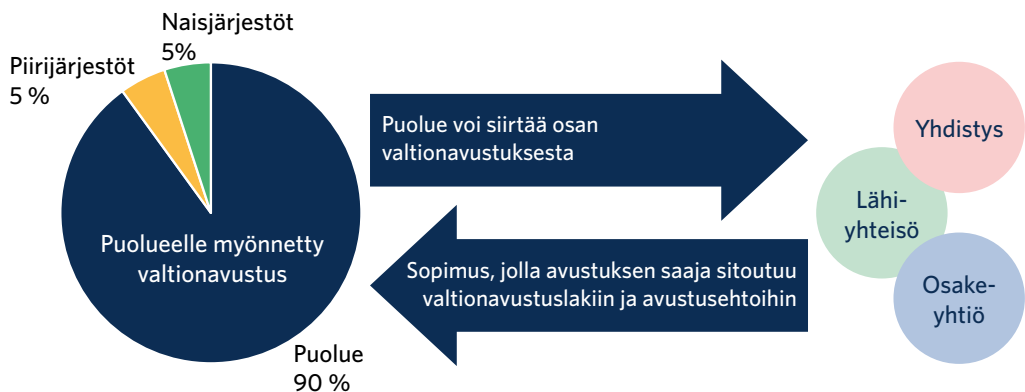 Naisjärjestöt
5%
Piirijärjestöt
5 %
Puolueelle myönnetty
valtionavustus
Puolue
90 %
Puolue voi siirtää osan
valtionavustuksesta
Sopimus, jolla avustuksen saaja sitoutuu
valtionavustuslakiin ja avustusehtoihin
Yhdistys
Lähi-
yhteisö
Osake-
yhtiö